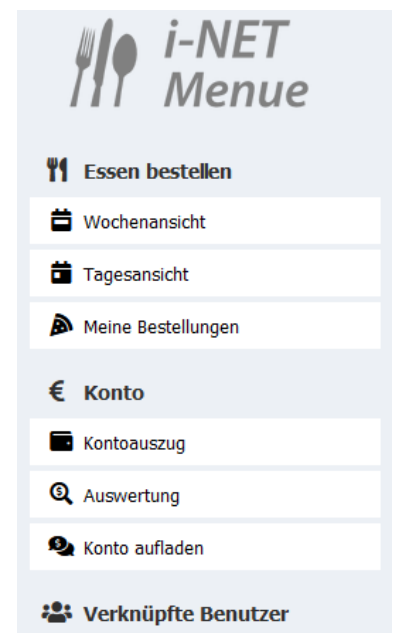 i-NET
Menue
Essen bestellen
Wochenansicht
Tagesansicht
Meine Bestellungen
€ Konto
Kontoauszug
Auswertung
Konto aufladen
Verknüpfte Benutzer